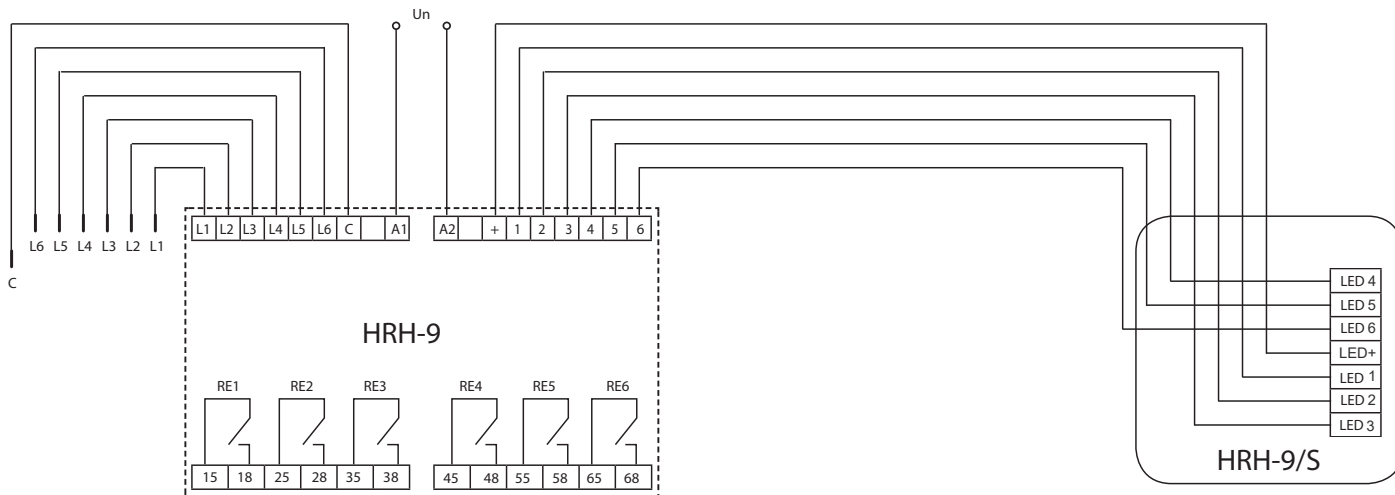 Un
L1 L2 L3 L4 L5 L6 C A1 A2 + 1 2 3 4 5 6
L6 L5 L4 L3 L2 L1
C
LED 4
LED 5
LED 6
LED+
LED 1
LED 2
LED 3
HRH-9/S
HRH-9
RE1 RE2 RE3 RE4 RE5 RE6
15 18 25 28 35 38 45 48 55 58 65 68